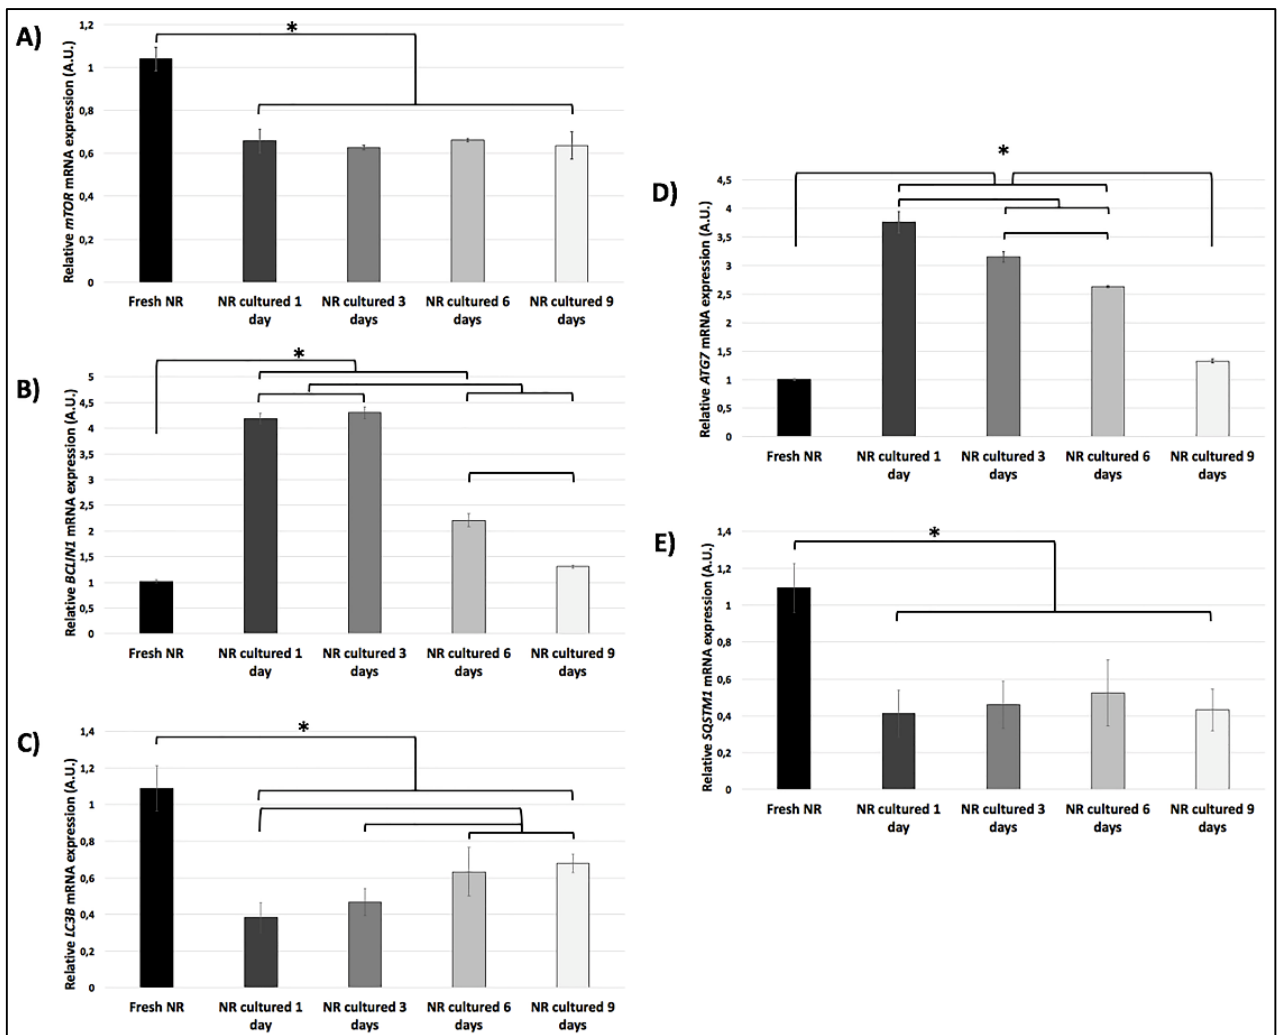 A)
Relative mTOR mRNA expression (A.U.)
1,2
1
0,8
0,6
0,4
0,2
0
*
Fresh NR
NR cultured 1
day
NR cultured 3
days
NR cultured 6
days
NR cultured 9
days
B)
Relative BCLIN1 mRNA expression (A.U.)
5
4,5
4
3,5
3
2,5
2
1,5
1
0,5
0
*
Fresh NR
NR cultured 1
day
NR cultured 3
days
NR cultured 6
days
NR cultured 9
days
C)
Relative LC3B mRNA expression (A.U.)
1,4
1,2
1
0,8
0,6
0,4
0,2
0
*
Fresh NR
NR cultured 1
day
NR cultured 3
days
NR cultured 6
days
NR cultured 9
days
D)
Relative ATG7 mRNA expression (A.U.)
4,5
4
3,5
3
2,5
2
1,5
1
0,5
0
*
Fresh NR
NR cultured 1
day
NR cultured 3
days
NR cultured 6
days
NR cultured 9
days
E)
Relative SQSTM1 mRNA expression (A.U.)
1,4
1,2
1
0,8
0,6
0,4
0,2
0
*
Fresh NR
NR cultured 1
day
NR cultured 3
days
NR cultured 6
days
NR cultured 9
days